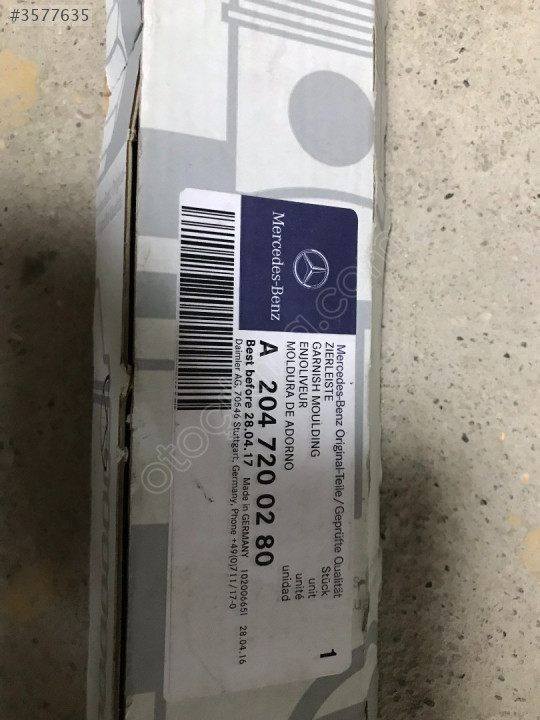 #3577635
Mercedes-Benz
Mercedes-Benz Original-Teile/Geprüfte Qualität
ZIERLEISTE
GARNISH MOULDING
ENJOLIVEUR
MOLDURA DE ADORNO
Stück
unit
unité
unidad
1
A 204 720 02 80
Best before 28.04.17 Made in GERMANY 102006651 28.04.16
Daimler AG, 70546 Stuttgart, Germany, Phone +49(0)711/17-0